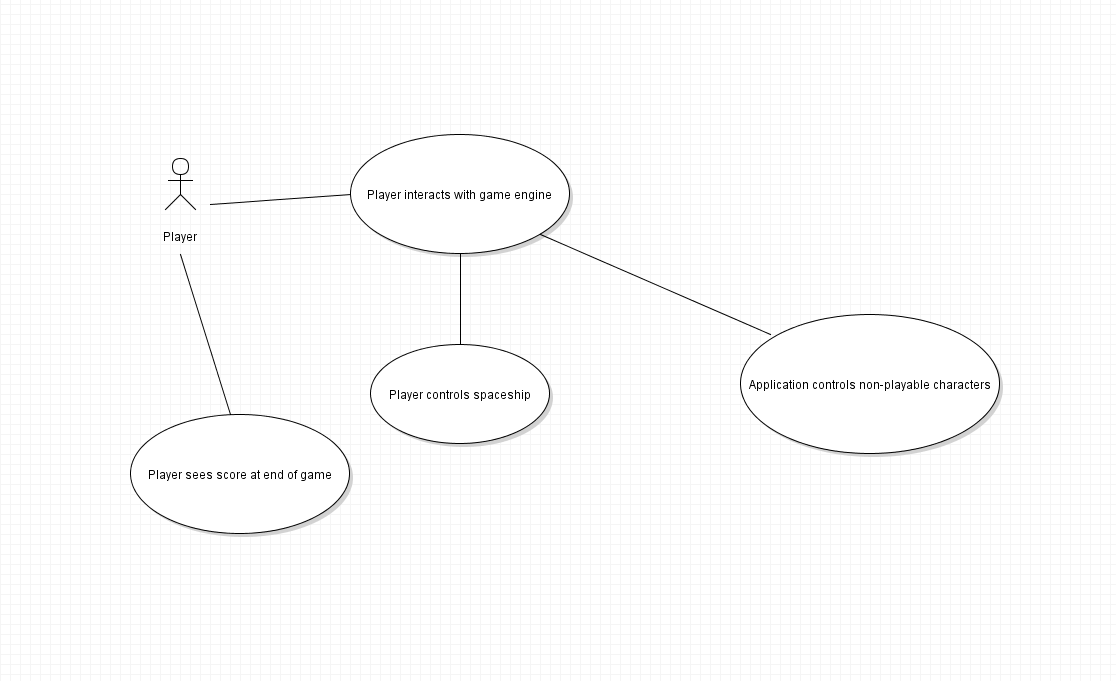 Player interacts with game engine
Player
Application controls non-playable characters
Player controls spaceship
Player sees score at end of game